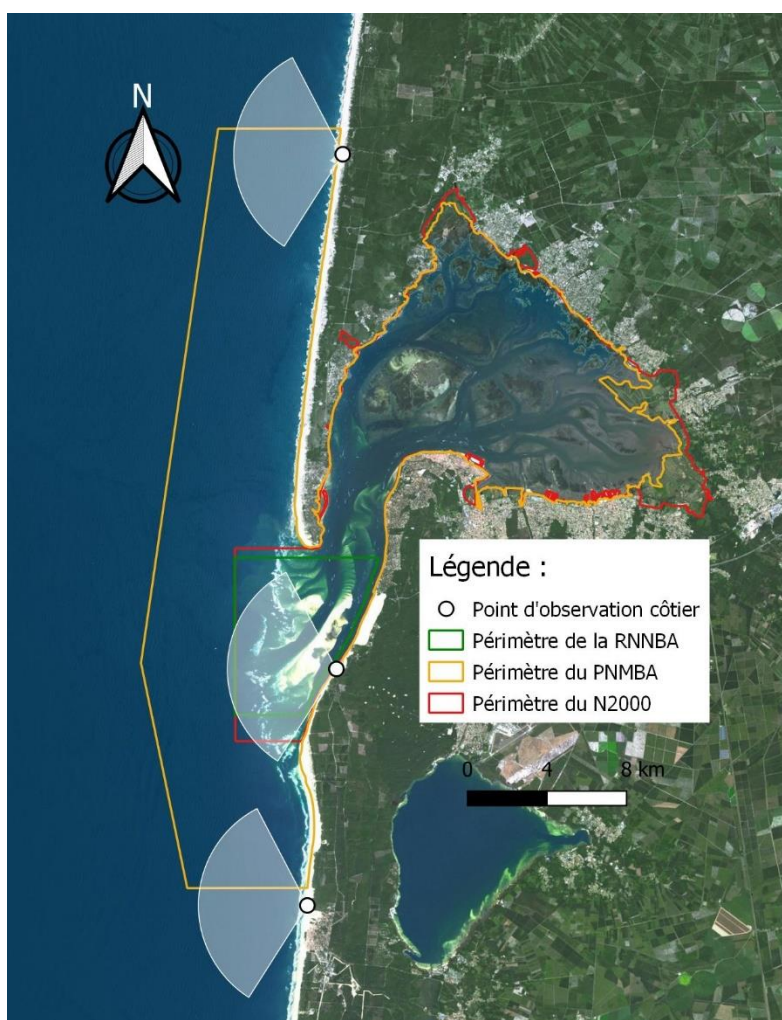 N
Légende :
Point d'observation côtier
Périmètre de la RNNBA
Périmètre du PNMBA
Périmètre du N2000
0 4 8 km